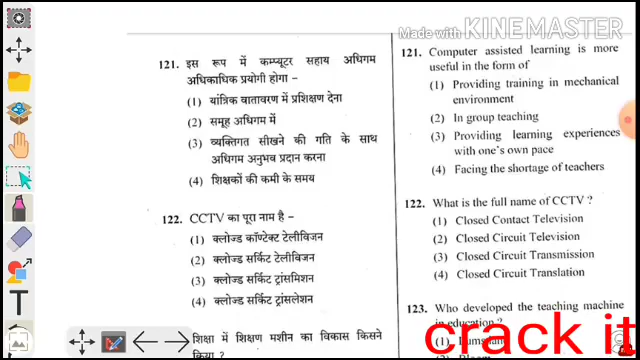 Made with KINEMASTER
121. इस रूप में कम्प्यूटर सहाय अधिगम
अधिकाधिक प्रयोगी होगा -
(1) यांत्रिक वातावरण में प्रशिक्षण देना
(2) समूह अधिगम में
(3) व्यक्तिगत सीखने की गति के साथ
अधिगम अनुभव प्रदान करना
(4) शिक्षकों की कमी के समय
122. CCTV का पूरा नाम है -
(1) क्लोज्ड कॉण्टेक्ट टेलीविजन
(2) क्लोज्ड सर्किट टेलीविजन
(3) क्लोज्ड सर्किट ट्रांसमिशन
(4) क्लोज्ड सर्किट ट्रांसलेशन
शिक्षा में शिक्षण मशीन का विकास किसने
किया ?
121. Computer assisted learning is more
useful in the form of
(1) Providing training in mechanical
environment
(2) In group teaching
(3) Providing learning experiences
with one's own pace
(4) Facing the shortage of teachers
122. What is the full name of CCTV ?
(1) Closed Contact Television
(2) Closed Circuit Television
(3) Closed Circuit Transmission
(4) Closed Circuit Translation
123. Who developed the teaching machine
in education ?
(1)
crack it
T